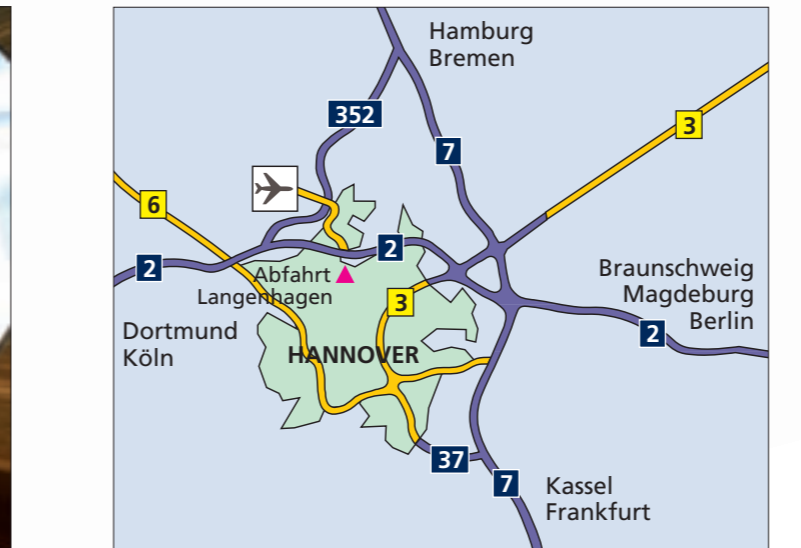 Hamburg
Bremen
352
3
7
6
2
2
Abfahrt
Langenhagen
Braunschweig
Magdeburg
Berlin
3
2
Dortmund
Köln
HANNOVER
37
7
Kassel
Frankfurt